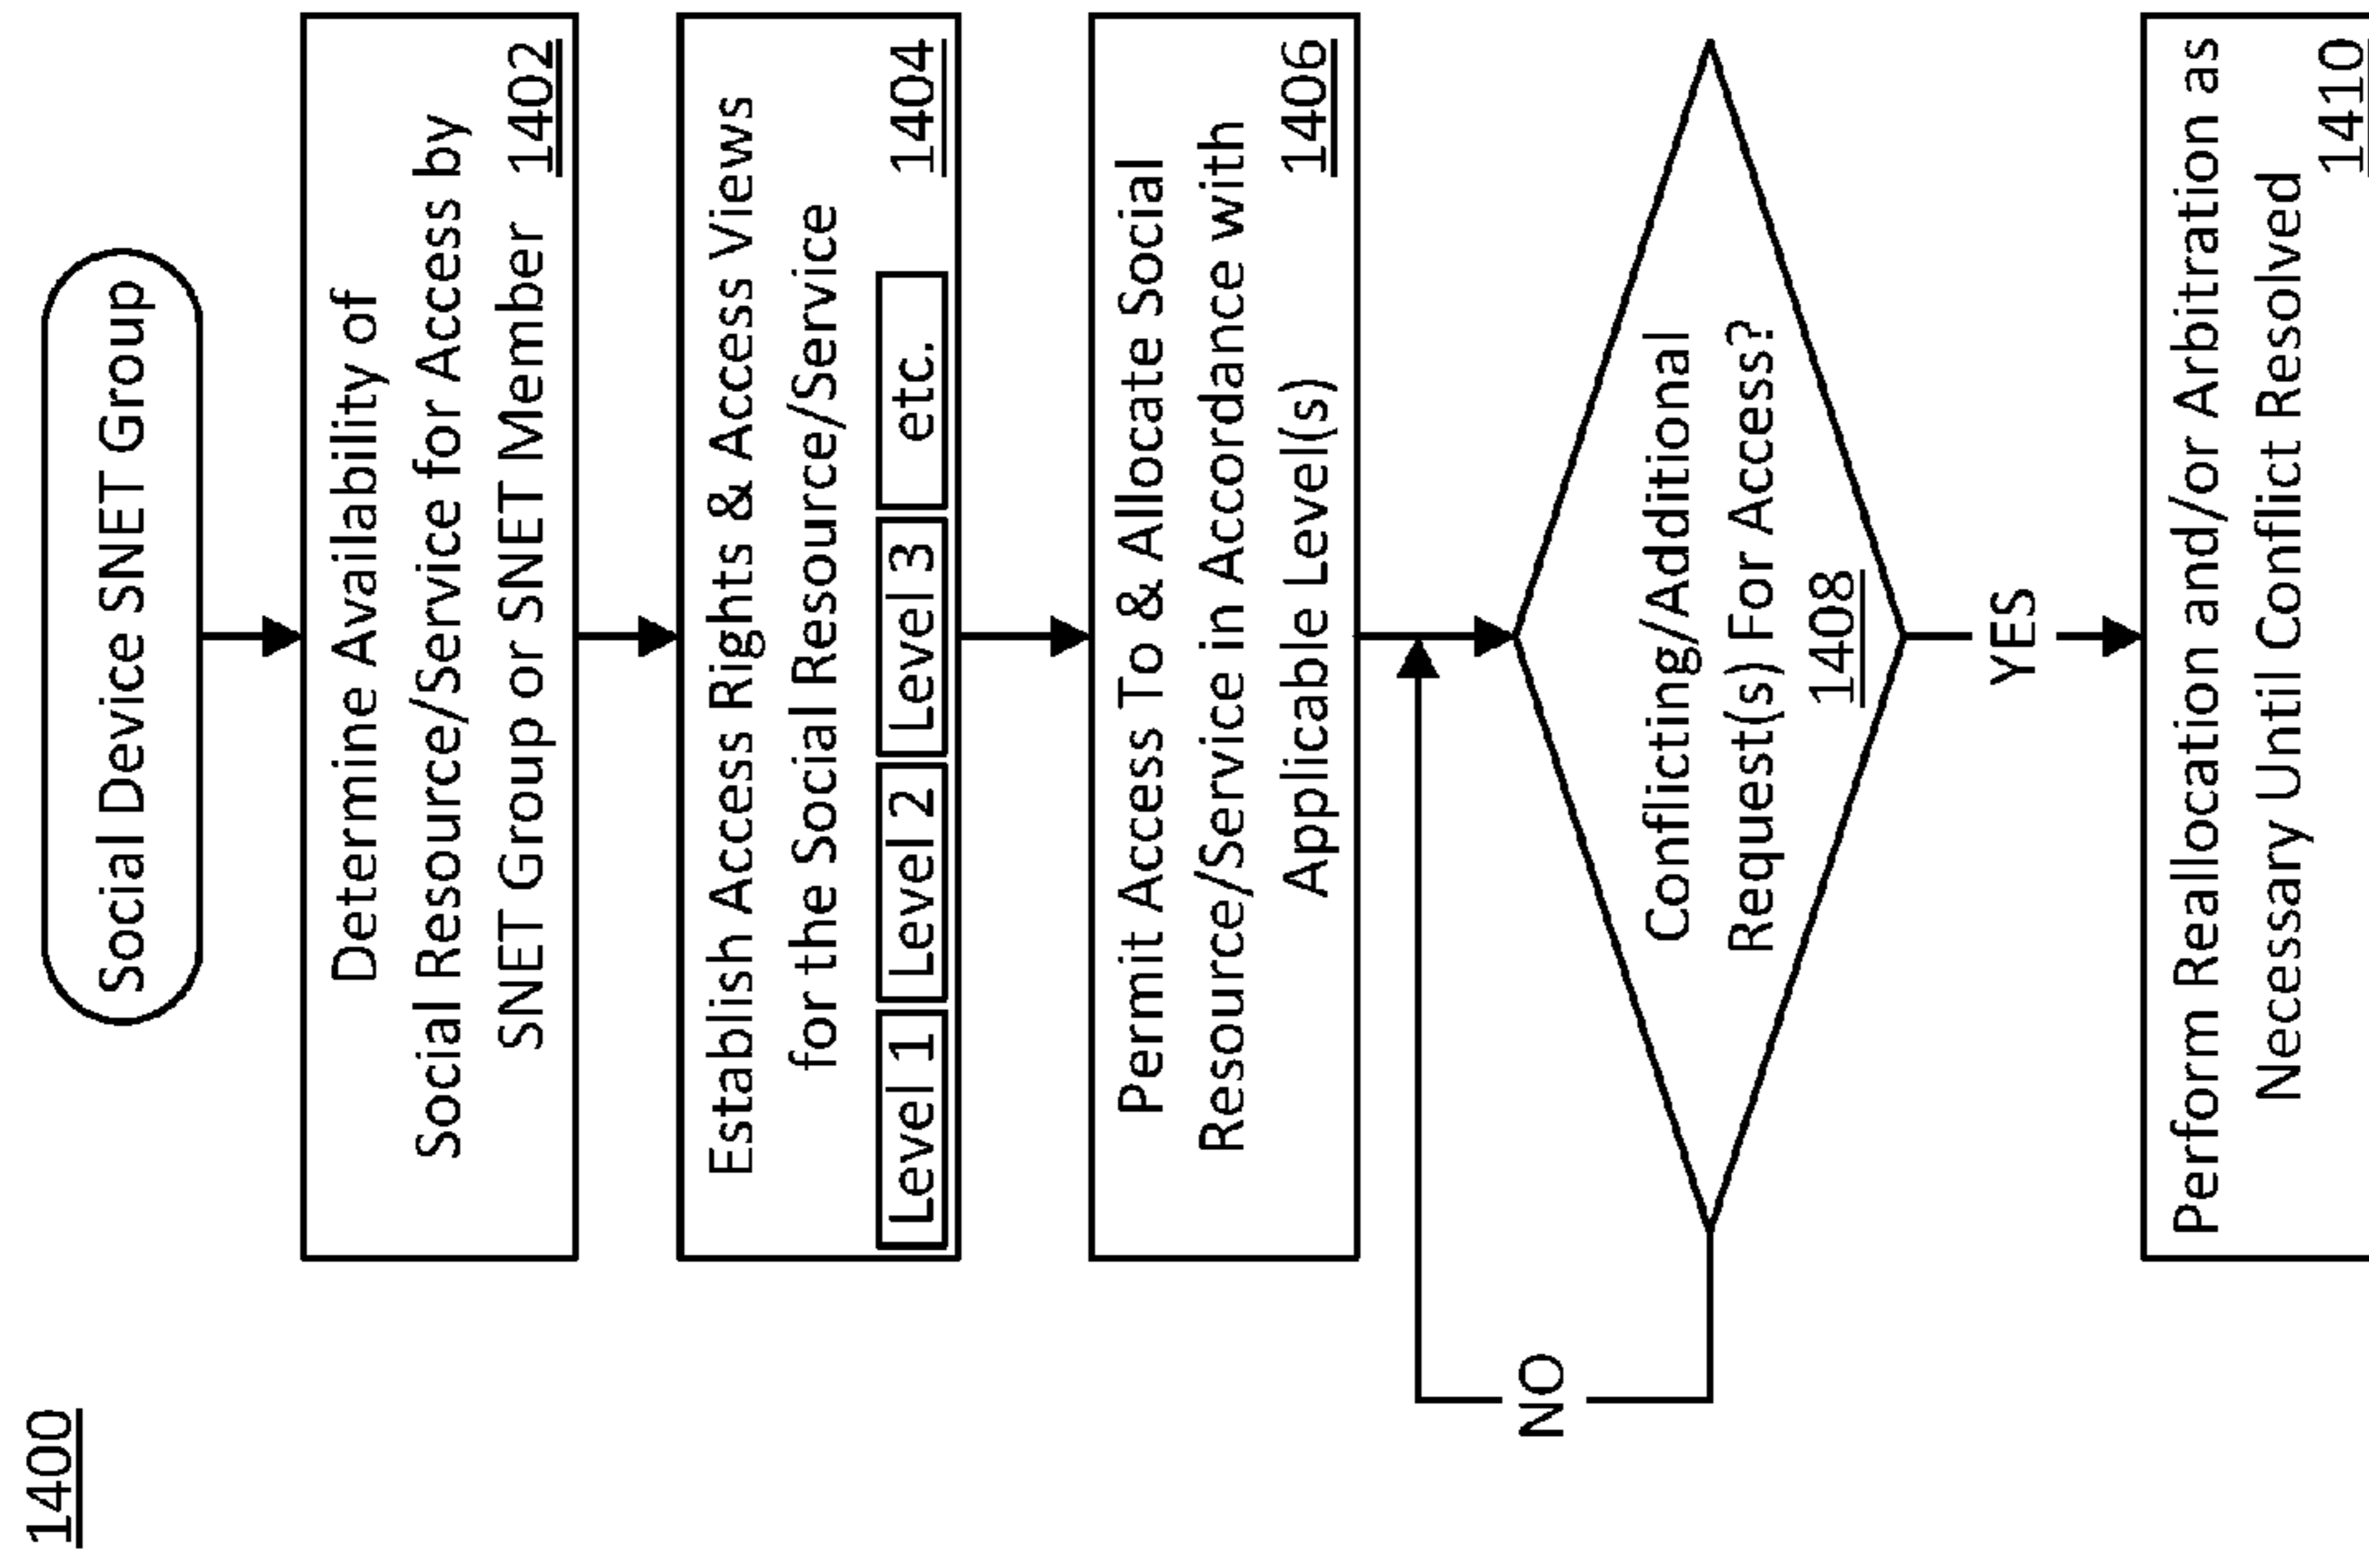 1400
Social Device SNET Group
Determine Availability of
Social Resource/Service for Access by
SNET Group or SNET Member 1402
Establish Access Rights & Access Views
for the Social Resource/Service
Level 1 Level 2 Level 3 etc. 1404
Permit Access To & Allocate Social
Resource/Service in Accordance with
Applicable Level(s) 1406
Conflicting/Additional
Request(s) For Access?
1408
NO
YES
Perform Reallocation and/or Arbitration as
Necessary Until Conflict Resolved
1410